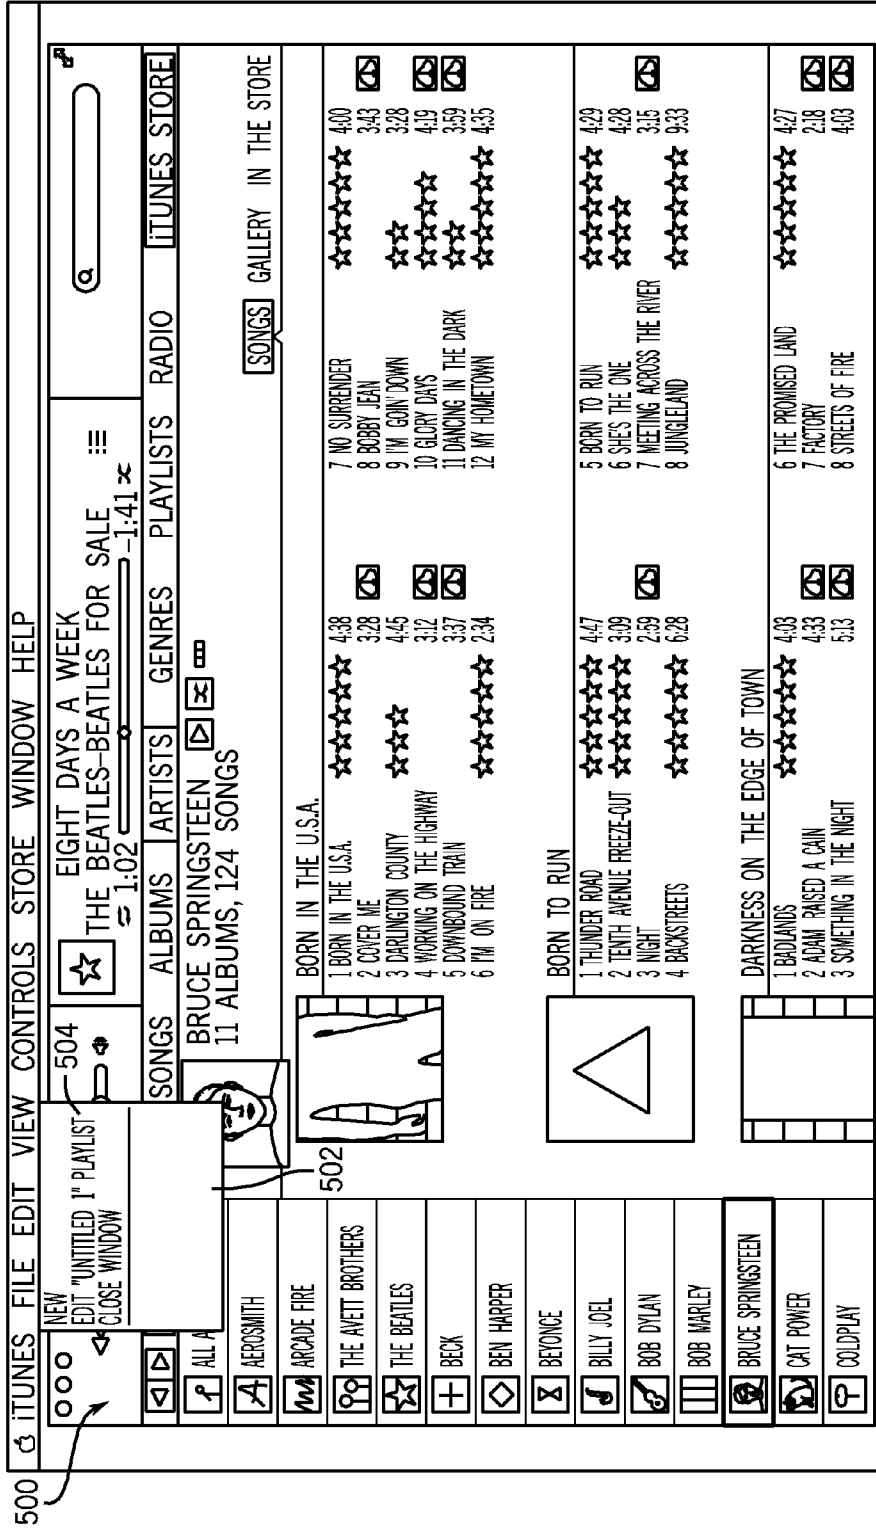 500
iTUNES FILE EDIT VIEW CONTROLS STORE WINDOW HELP
NEW
EDIT "UNTITLED 1" PLAYLIST
CLOSE WINDOW
504
502
EIGHT DAYS A WEEK
THE BEATLES-BEATLES FOR SALE
1:02 -1:41
SONGS ALBUMS ARTISTS GENRES PLAYLISTS RADIO iTUNES STORE
BRUCE SPRINGSTEEN
11 ALBUMS, 124 SONGS
SONGS GALLERY IN THE STORE
ALL A
AEROSMITH
ARCADE FIRE
THE AVETT BROTHERS
THE BEATLES
BECK
BEN HARPER
BEYONCE
BILLY JOEL
BOB DYLAN
BOB MARLEY
BRUCE SPRINGSTEEN
CAT POWER
COLDPLAY
BORN IN THE U.S.A.
1 BORN IN THE U.S.A. 4:38
2 COVER ME 3:28
3 DARLINGTON COUNTY 4:45
4 WORKING ON THE HIGHWAY 3:12
5 DOWNBOUND TRAIN 3:37
6 I'M ON FIRE 2:34
7 NO SURRENDER 4:00
8 BOBBY JEAN 3:43
9 I'M GOIN' DOWN 3:28
10 GLORY DAYS 4:19
11 DANCING IN THE DARK 3:59
12 MY HOMETOWN 4:35
BORN TO RUN
1 THUNDER ROAD 4:47
2 TENTH AVENUE FREEZE-OUT 3:09
3 NIGHT 2:59
4 BACKSTREETS 6:28
5 BORN TO RUN 4:29
6 SHE'S THE ONE 4:28
7 MEETING ACROSS THE RIVER 3:15
8 JUNGLELAND 9:33
DARKNESS ON THE EDGE OF TOWN
1 BADLANDS 4:03
2 ADAM RAISED A CAIN 4:33
3 SOMETHING IN THE NIGHT 5:13
6 THE PROMISED LAND 4:27
7 FACTORY 2:18
8 STREETS OF FIRE 4:03